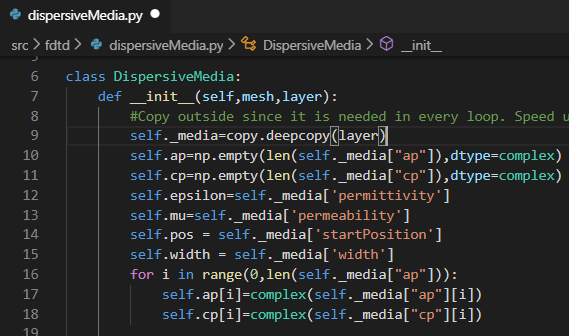 dispersiveMedia.py
src > fdtd > dispersiveMedia.py > DispersiveMedia > __init__
6 class DispersiveMedia:
7 def __init__(self,mesh,layer):
8 #Copy outside since it is needed in every loop. Speed u
9 self._media=copy.deepcopy(layer)
10 self.ap=np.empty(len(self._media["ap"]),dtype=complex)
11 self.cp=np.empty(len(self._media["cp"]),dtype=complex)
12 self.epsilon=self._media['permittivity']
13 self.mu=self._media['permeability']
14 self.pos = self._media['startPosition']
15 self.width = self._media['width']
16 for i in range(0,len(self._media["ap"])):
17 self.ap[i]=complex(self._media["ap"][i])
18 self.cp[i]=complex(self._media["cp"][i])